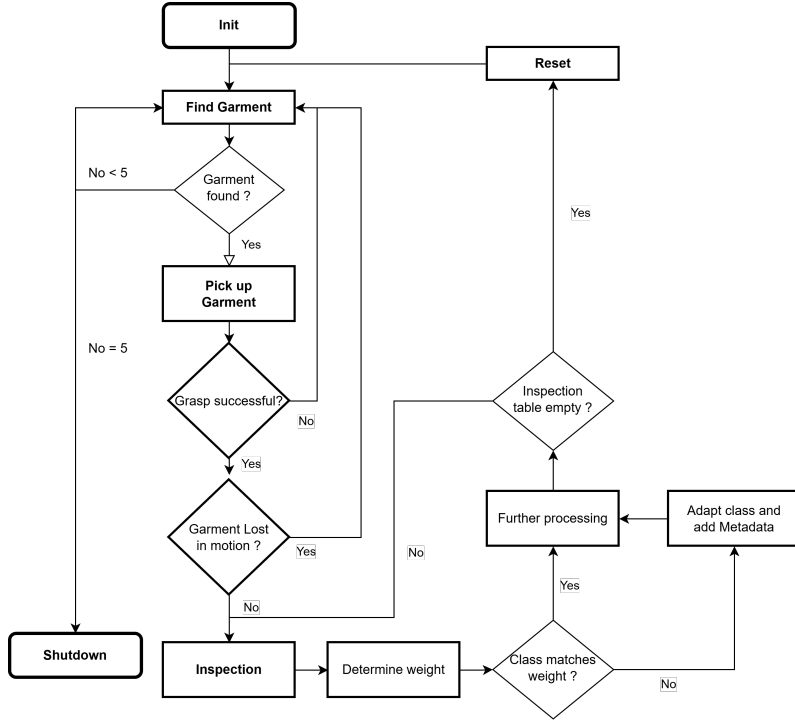 Init
Reset
Find Garment
No < 5
Garment
found ?
Yes
Yes
Pick up
Garment
No = 5
Grasp successful?
No
Inspection
table empty ?
Yes
Garment Lost
in motion ?
Yes
No
Further processing
Adapt class and
add Metadata
No
Yes
Shutdown
Inspection
Determine weight
Class matches
weight ?
No